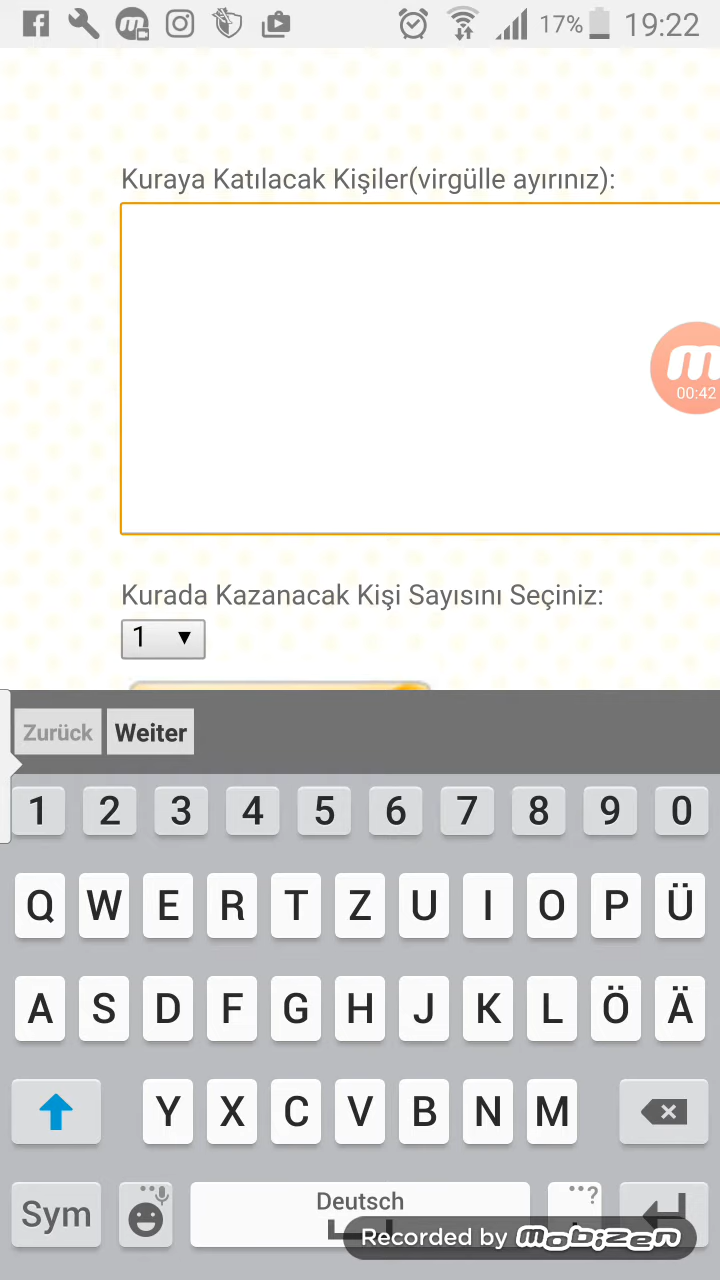 17% 19:22
Kuraya Katılacak Kişiler(virgülle ayırınız):
00:42
Kurada Kazanacak Kişi Sayısını Seçiniz:
1
Zurück Weiter
1 2 3 4 5 6 7 8 9 0
Q W E R T Z U I O P Ü
A S D F G H J K L Ö Ä
Y X C V B N M
Sym Deutsch ?
Recorded by mobizen